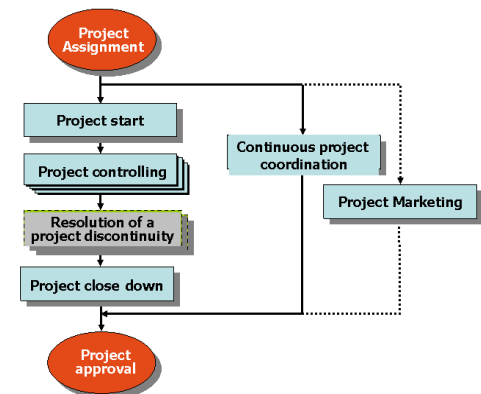 Project
Assignment
Project start
Project controlling
Resolution of a
project discontinuity
Project close down
Continuous project
coordination
Project Marketing
Project
approval